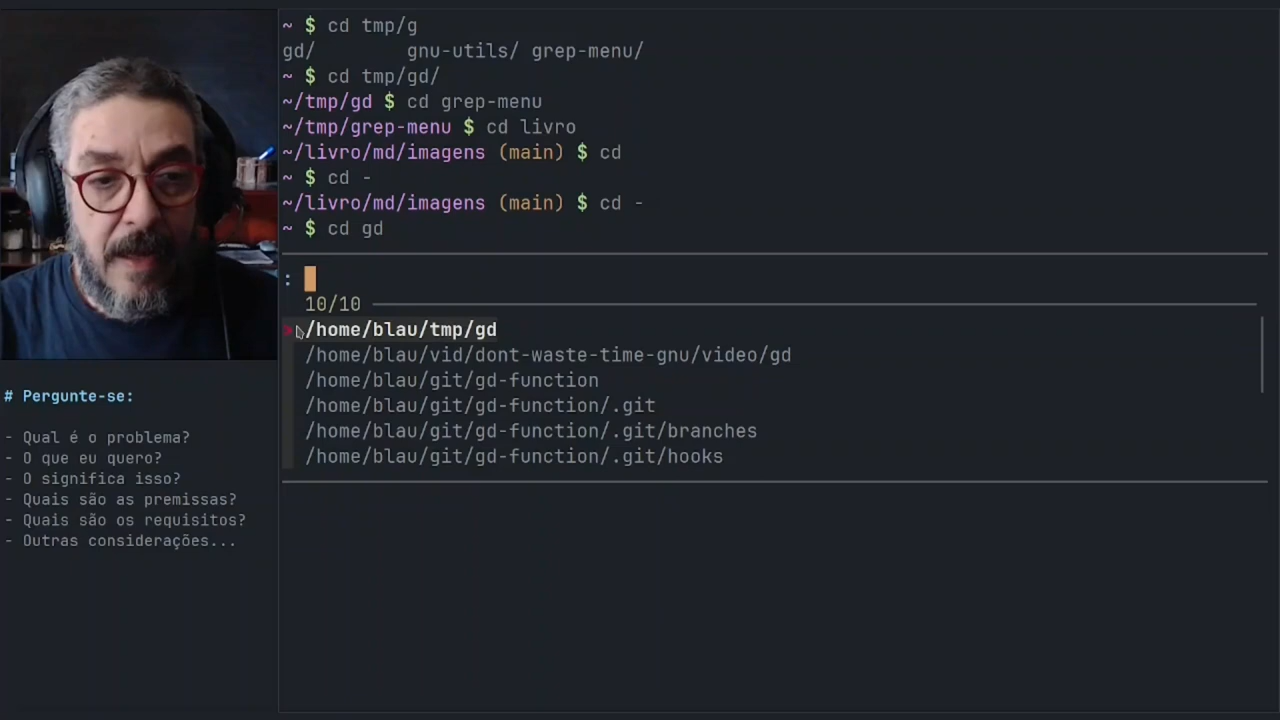 ~ $ cd tmp/g
gd/ gnu-utils/ grep-menu/
~ $ cd tmp/gd/
~/tmp/gd $ cd grep-menu
~/tmp/grep-menu $ cd livro
~/livro/md/imagens (main) $ cd
~ $ cd -
~/livro/md/imagens (main) $ cd -
~ $ cd gd
:
10/10
> /home/blau/tmp/gd
/home/blau/vid/dont-waste-time-gnu/video/gd
/home/blau/git/gd-function
/home/blau/git/gd-function/.git
/home/blau/git/gd-function/.git/branches
/home/blau/git/gd-function/.git/hooks
# Pergunte-se:
- Qual é o problema?
- O que eu quero?
- O significa isso?
- Quais são as premissas?
- Quais são os requisitos?
- Outras considerações...